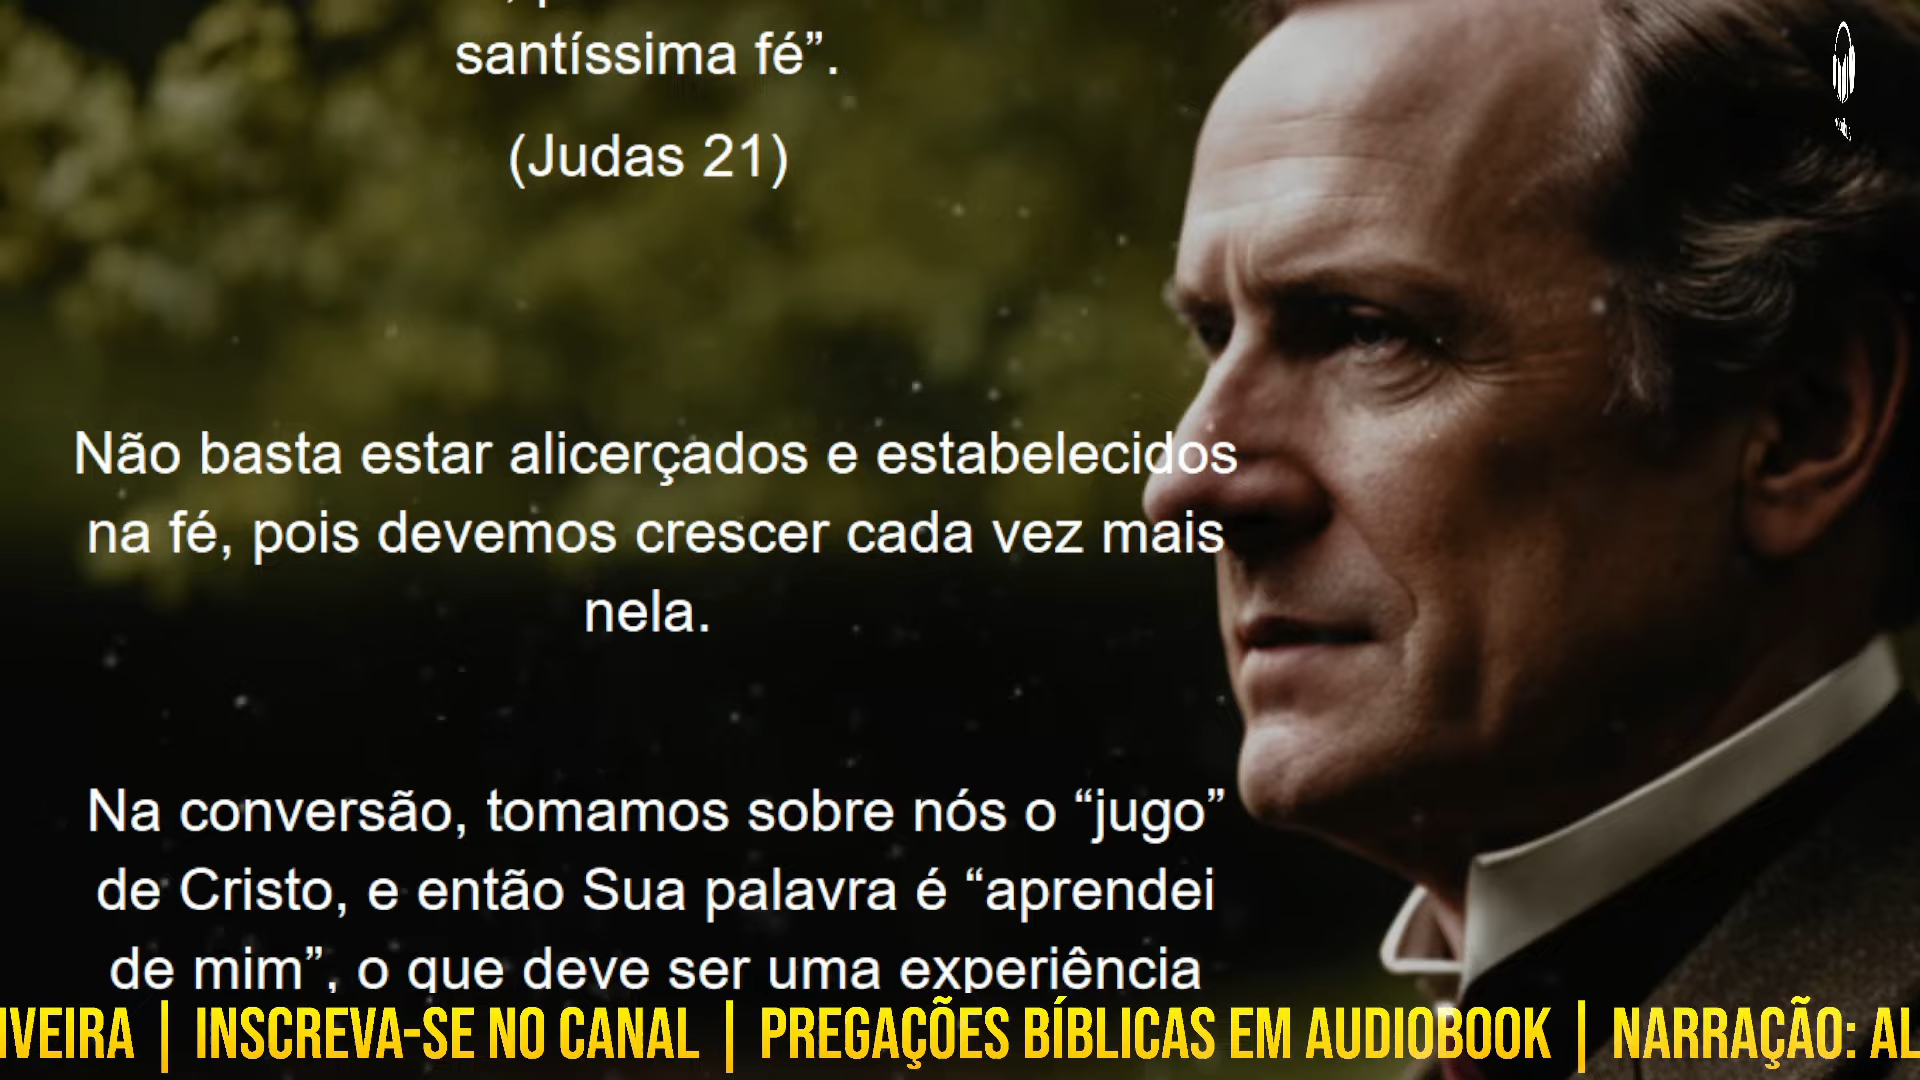 santíssima fé”.
(Judas 21)
Não basta estar alicerçados e estabelecidos
na fé, pois devemos crescer cada vez mais
nela.
Na conversão, tomamos sobre nós o “jugo”
de Cristo, e então Sua palavra é “aprendei
de mim”, o que deve ser uma experiência
IVEIRA | INSCREVA-SE NO CANAL | PREGAÇÕES BÍBLICAS EM AUDIOBOOK | NARRAÇÃO: AL